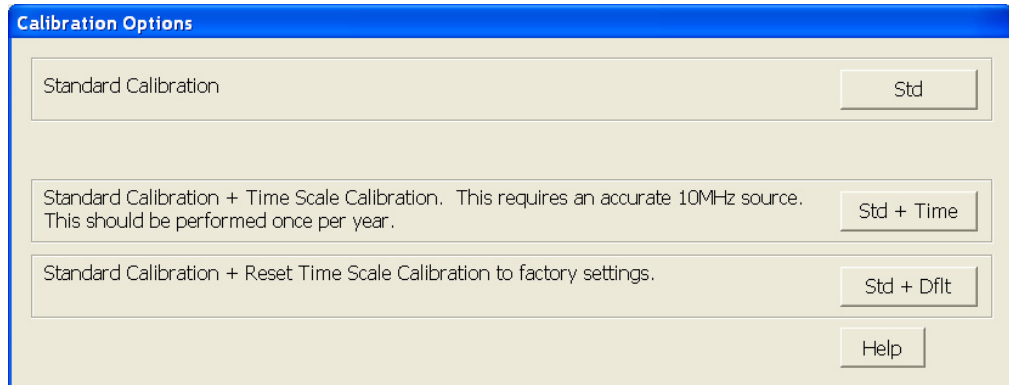 Calibration Options
Standard Calibration
Std
Standard Calibration + Time Scale Calibration.  This requires an accurate 10MHz source.
This should be performed once per year.
Std + Time
Standard Calibration + Reset Time Scale Calibration to factory settings.
Std + Dflt
Help